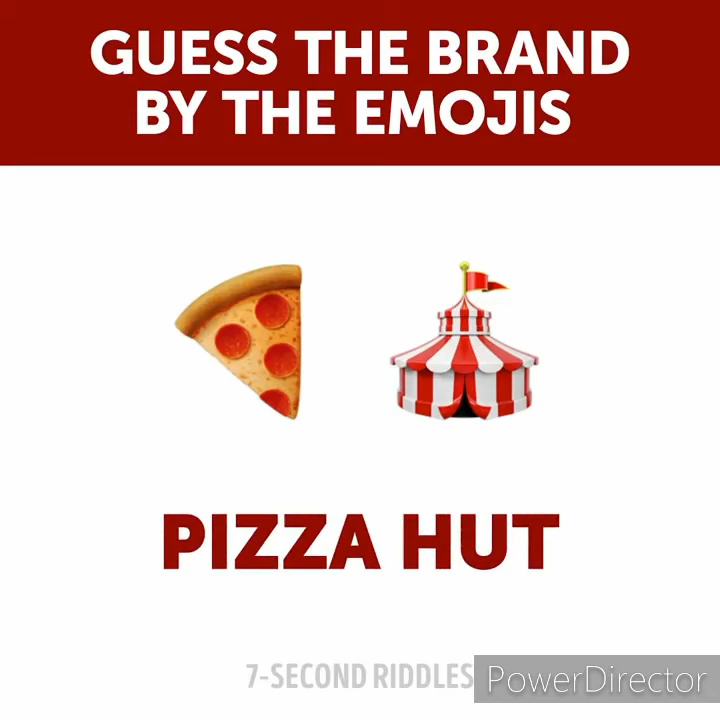 GUESS THE BRAND
BY THE EMOJIS
PIZZA HUT
7-SECOND RIDDLES
PowerDirector